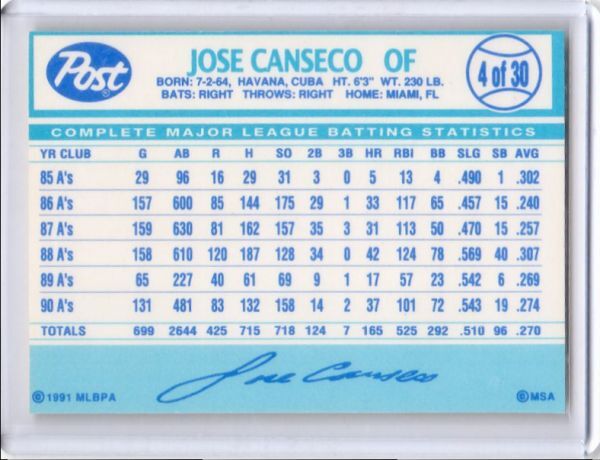 Post
JOSE CANSECO OF
4 of 30
BORN: 7-2-64, HAVANA, CUBA HT. 6'3" WT. 230 LB.
BATS: RIGHT THROWS: RIGHT HOME: MIAMI, FL
COMPLETE MAJOR LEAGUE BATTING STATISTICS
YR CLUB G AB R H SO 2B 3B HR RBI BB SLG SB AVG
85 A's 29 96 16 29 31 3 0 5 13 4 .490 1 .302
86 A's 157 600 85 144 175 29 1 33 117 65 .457 15 .240
87 A's 159 630 81 162 157 35 3 31 113 50 .470 15 .257
88 A's 158 610 120 187 128 34 0 42 124 78 .569 40 .307
89 A's 65 227 40 61 69 9 1 17 57 23 .542 6 .269
90 A's 131 481 83 132 158 14 2 37 101 72 .543 19 .274
TOTALS 699 2644 425 715 718 124 7 165 525 292 .510 96 .270
Jose Canseco
©1991 MLBPA
©MSA